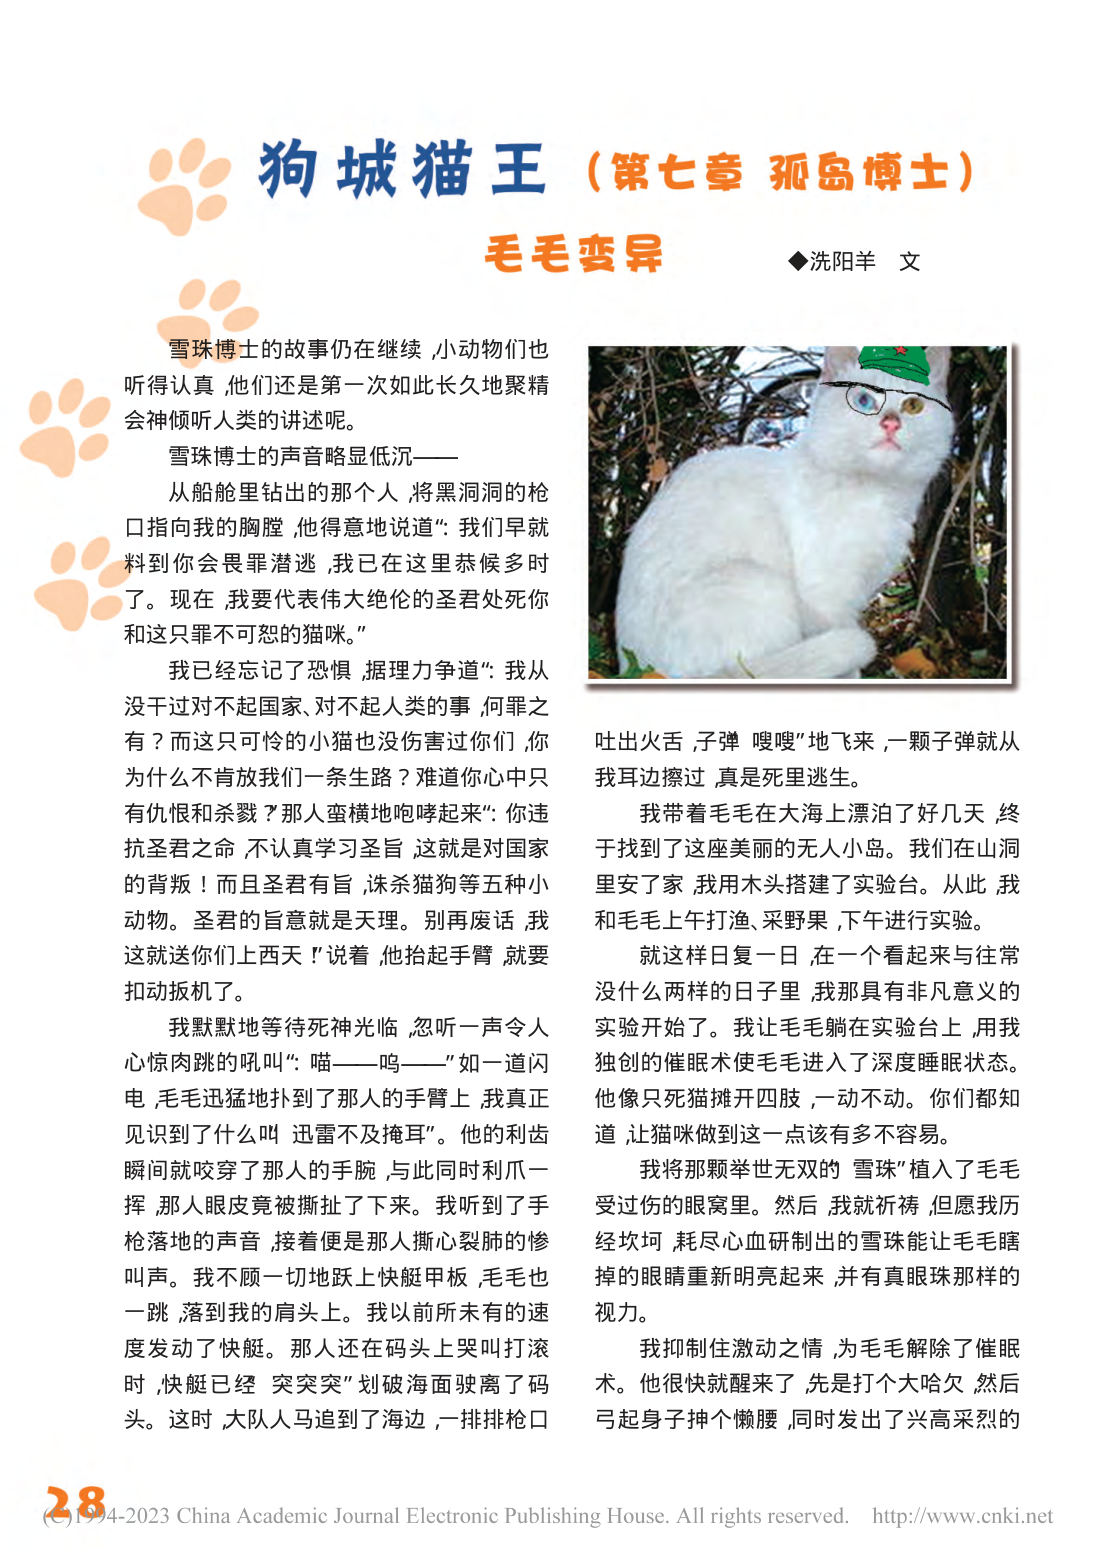 狗城猫王（第七章 孤岛博士）
毛毛变异
◆洗阳羊 文
雪珠博士的故事仍在继续，小动物们也
听得认真，他们还是第一次如此长久地聚精
会神倾听人类的讲述呢。
雪珠博士的声音略显低沉——
从船舱里钻出的那个人，将黑洞洞的枪
口指向我的胸膛，他得意地说道“：我们早就
料到你会畏罪潜逃，我已在这里恭候多时
了。现在，我要代表伟大绝伦的圣君处死你
和这只罪不可恕的猫咪。”
我已经忘记了恐惧，据理力争道“：我从
没干过对不起国家、对不起人类的事，何罪之
有？而这只可怜的小猫也没伤害过你们，你
为什么不肯放我们一条生路？难道你心中只
有仇恨和杀戮？”那人蛮横地咆哮起来“：你违
抗圣君之命，不认真学习圣旨，这就是对国家
的背叛！而且圣君有旨，诛杀猫狗等五种小
动物。圣君的旨意就是天理。别再废话，我
这就送你们上西天！”说着，他抬起手臂，就要
扣动扳机了。
我默默地等待死神光临，忽听一声令人
心惊肉跳的吼叫“：喵——呜——”如一道闪
电，毛毛迅猛地扑到了那人的手臂上，我真正
见识到了什么叫“迅雷不及掩耳”。他的利齿
瞬间就咬穿了那人的手腕，与此同时利爪一
挥，那人眼皮竟被撕扯了下来。我听到了手
枪落地的声音，接着便是那人撕心裂肺的惨
叫声。我不顾一切地跃上快艇甲板，毛毛也
一跳，落到我的肩头上。我以前所未有的速
度发动了快艇。那人还在码头上哭叫打滚
时，快艇已经“突突突”划破海面驶离了码
头。这时，大队人马追到了海边，一排排枪口
吐出火舌，子弹“嗖嗖”地飞来，一颗子弹就从
我耳边擦过，真是死里逃生。
我带着毛毛在大海上漂泊了好几天，终
于找到了这座美丽的无人小岛。我们在山洞
里安了家，我用木头搭建了实验台。从此，我
和毛毛上午打渔、采野果，下午进行实验。
就这样日复一日，在一个看起来与往常
没什么两样的日子里，我那具有非凡意义的
实验开始了。我让毛毛躺在实验台上，用我
独创的催眠术使毛毛进入了深度睡眠状态。
他像只死猫摊开四肢，一动不动。你们都知
道，让猫咪做到这一点该有多不容易。
我将那颗举世无双的“雪珠”植入了毛毛
受过伤的眼窝里。然后，我就祈祷，但愿我历
经坎坷，耗尽心血研制出的雪珠能让毛毛瞎
掉的眼睛重新明亮起来，并有真眼珠那样的
视力。
我抑制住激动之情，为毛毛解除了催眠
术。他很快就醒来了，先是打个大哈欠，然后
弓起身子抻个懒腰，同时发出了兴高采烈的
28
(C)1994-2023 China Academic Journal Electronic Publishing House. All rights reserved. http://www.cnki.net